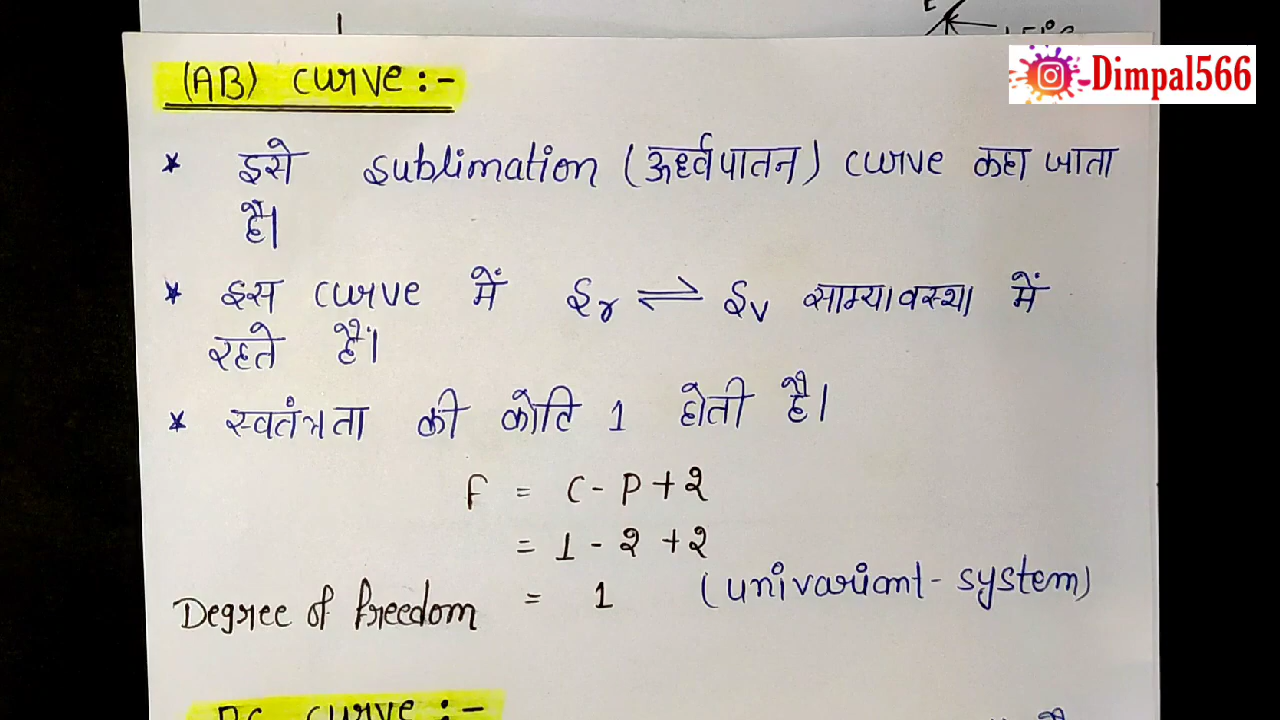 Dimpal566
(AB) Curve :-
* इसे Sublimation (ऊर्ध्वपातन) curve कहा जाता
है।
* इस curve में Sr ⇌ Sv साम्यावस्था में
रहते हैं।
* स्वतंत्रता की कोटि 1 होती है।
F = C - P + 2
= 1 - 2 + 2
Degree of freedom = 1 (univariant - system)
curve :-